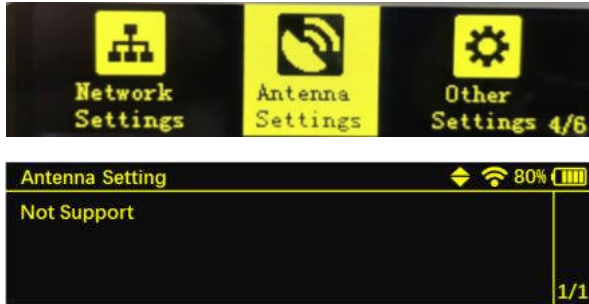 Network
Settings
Antenna
Settings
Other
Settings 4/6
Antenna Setting
80%
Not Support
1/1